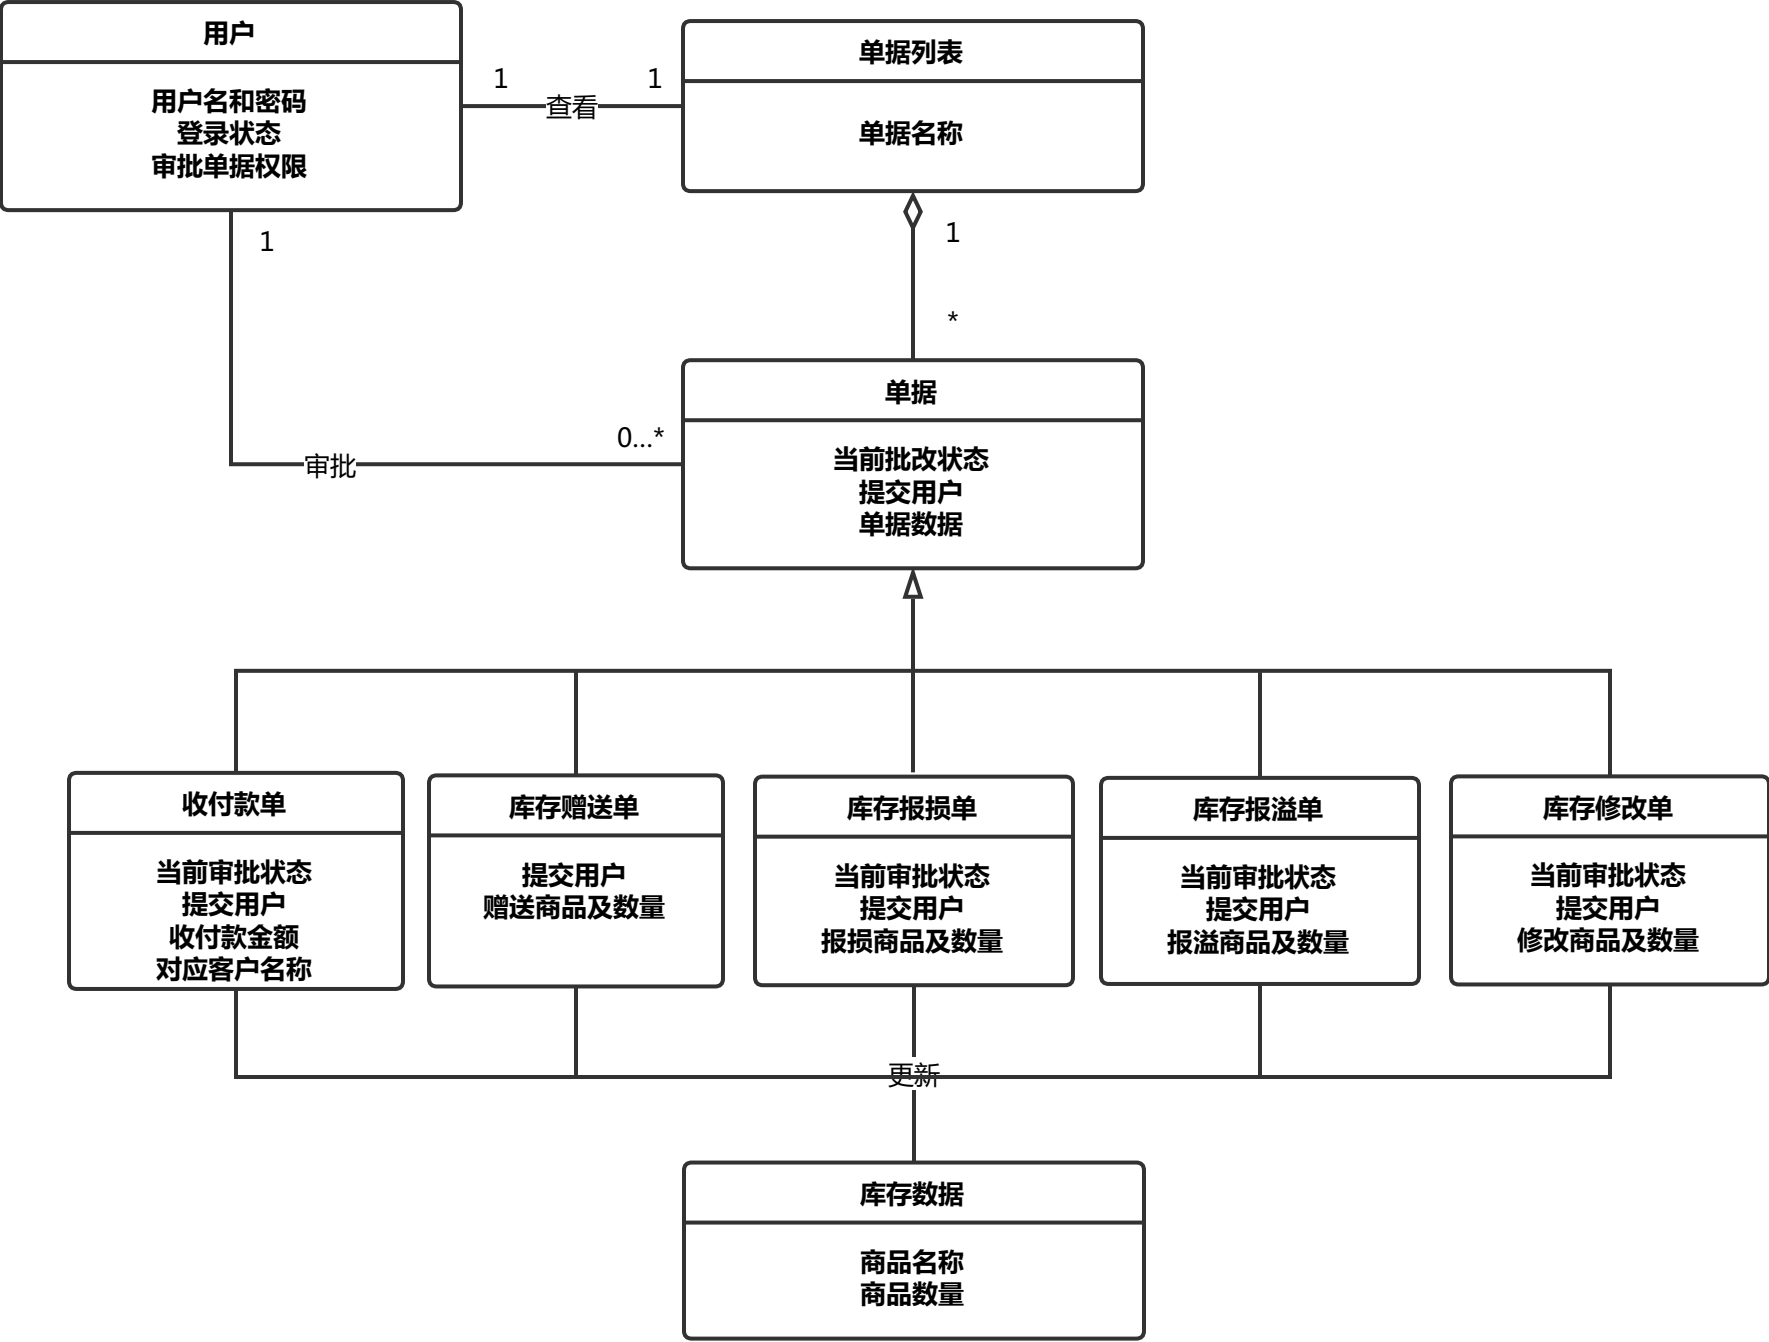 用户
用户名和密码
登录状态
审批单据权限
1
查看
1
单据列表
单据名称
1
*
1
审批
0...*
单据
当前批改状态
提交用户
单据数据
收付款单
当前审批状态
提交用户
收付款金额
对应客户名称
库存赠送单
提交用户
赠送商品及数量
库存报损单
当前审批状态
提交用户
报损商品及数量
库存报溢单
当前审批状态
提交用户
报溢商品及数量
库存修改单
当前审批状态
提交用户
修改商品及数量
更新
库存数据
商品名称
商品数量